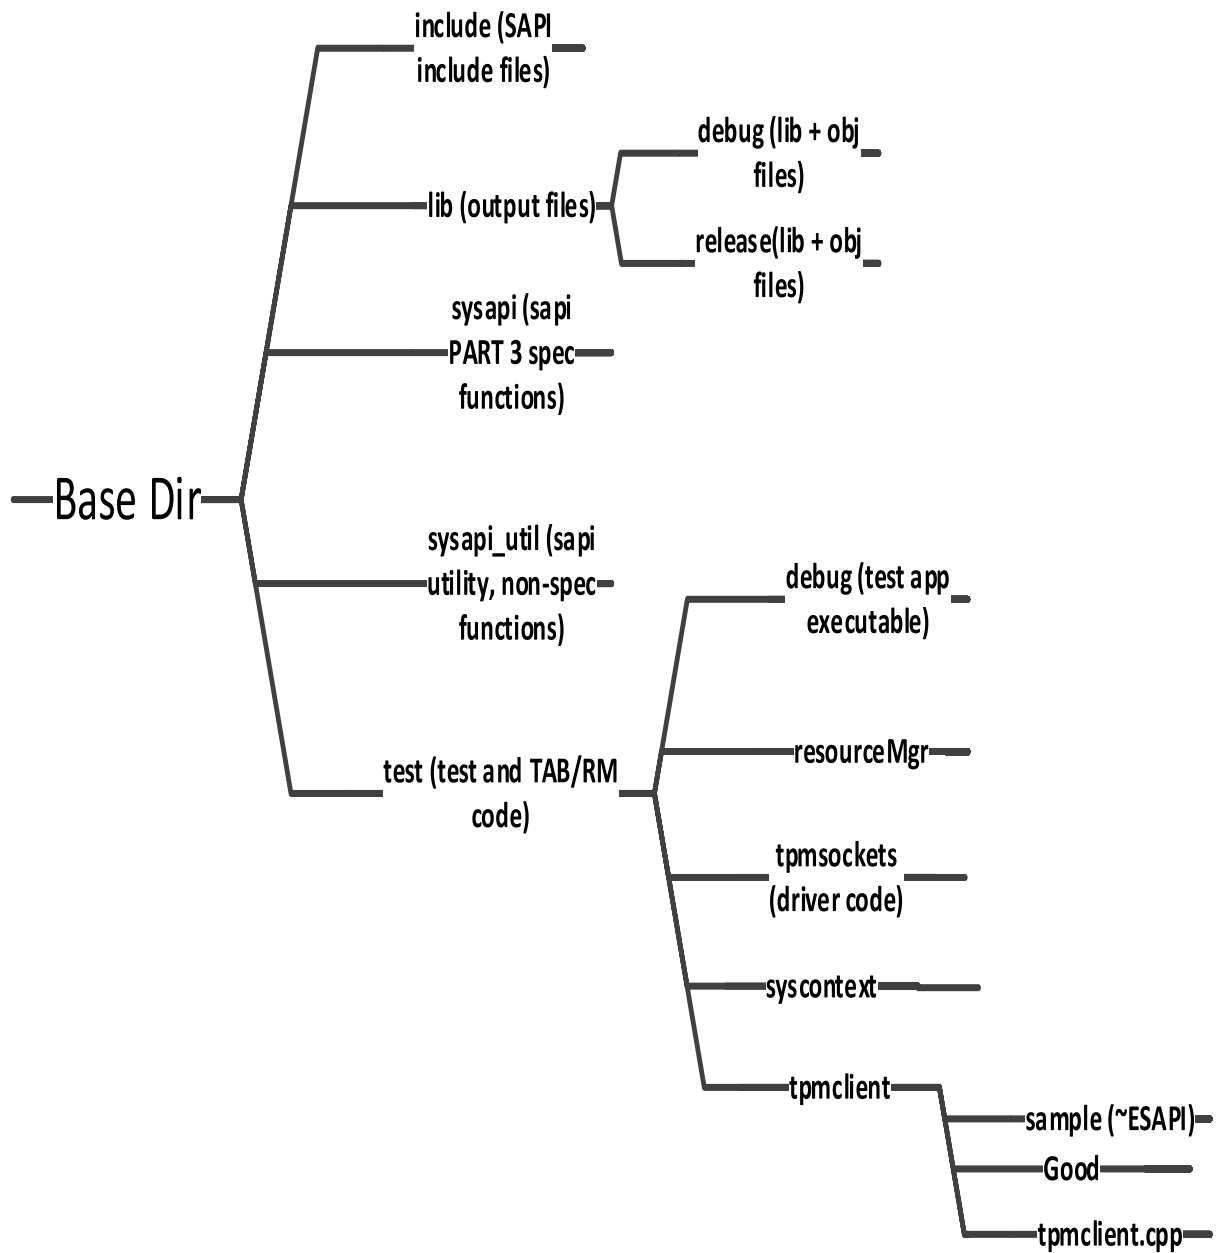 include (SAPI
include files)
debug (lib + obj
files)
lib (output files)
release(lib + obj
files)
sysapi (sapi
PART 3 spec
functions)
Base Dir
sysapi_util (sapi
utility, non-spec
functions)
debug (test app
executable)
resourceMgr
test (test and TAB/RM
code)
tpmsockets
(driver code)
syscontext
tpmclient
sample (~ESAPI)
Good
tpmclient.cpp